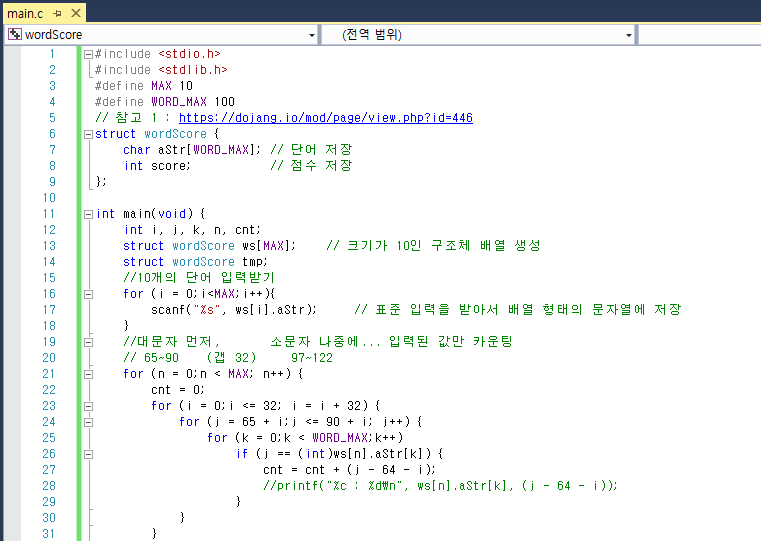 main.c
wordScore (전역 범위)
1 #include <stdio.h>
2 #include <stdlib.h>
3 #define MAX 10
4 #define WORD_MAX 100
5 // 참고 1 : https://dojang.io/mod/page/view.php?id=446
6 struct wordScore {
7 char aStr[WORD_MAX]; // 단어 저장
8 int score; // 점수 저장
9 };
10
11 int main(void) {
12 int i, j, k, n, cnt;
13 struct wordScore ws[MAX]; // 크기가 10인 구조체 배열 생성
14 struct wordScore tmp;
15 //10개의 단어 입력받기
16 for (i = 0;i<MAX;i++){
17 scanf("%s", ws[i].aStr); // 표준 입력을 받아서 배열 형태의 문자열에 저장
18 }
19 //대문자 먼저, 소문자 나중에... 입력된 값만 카운팅
20 // 65~90 (갭 32) 97~122
21 for (n = 0;n < MAX; n++) {
22 cnt = 0;
23 for (i = 0;i <= 32; i = i + 32) {
24 for (j = 65 + i;j <= 90 + i; j++) {
25 for (k = 0;k < WORD_MAX;k++)
26 if (j == (int)ws[n].aStr[k]) {
27 cnt = cnt + (j - 64 - i);
28 //printf("%c : %d₩n", ws[n].aStr[k], (j - 64 - i));
29 }
30 }
31 }